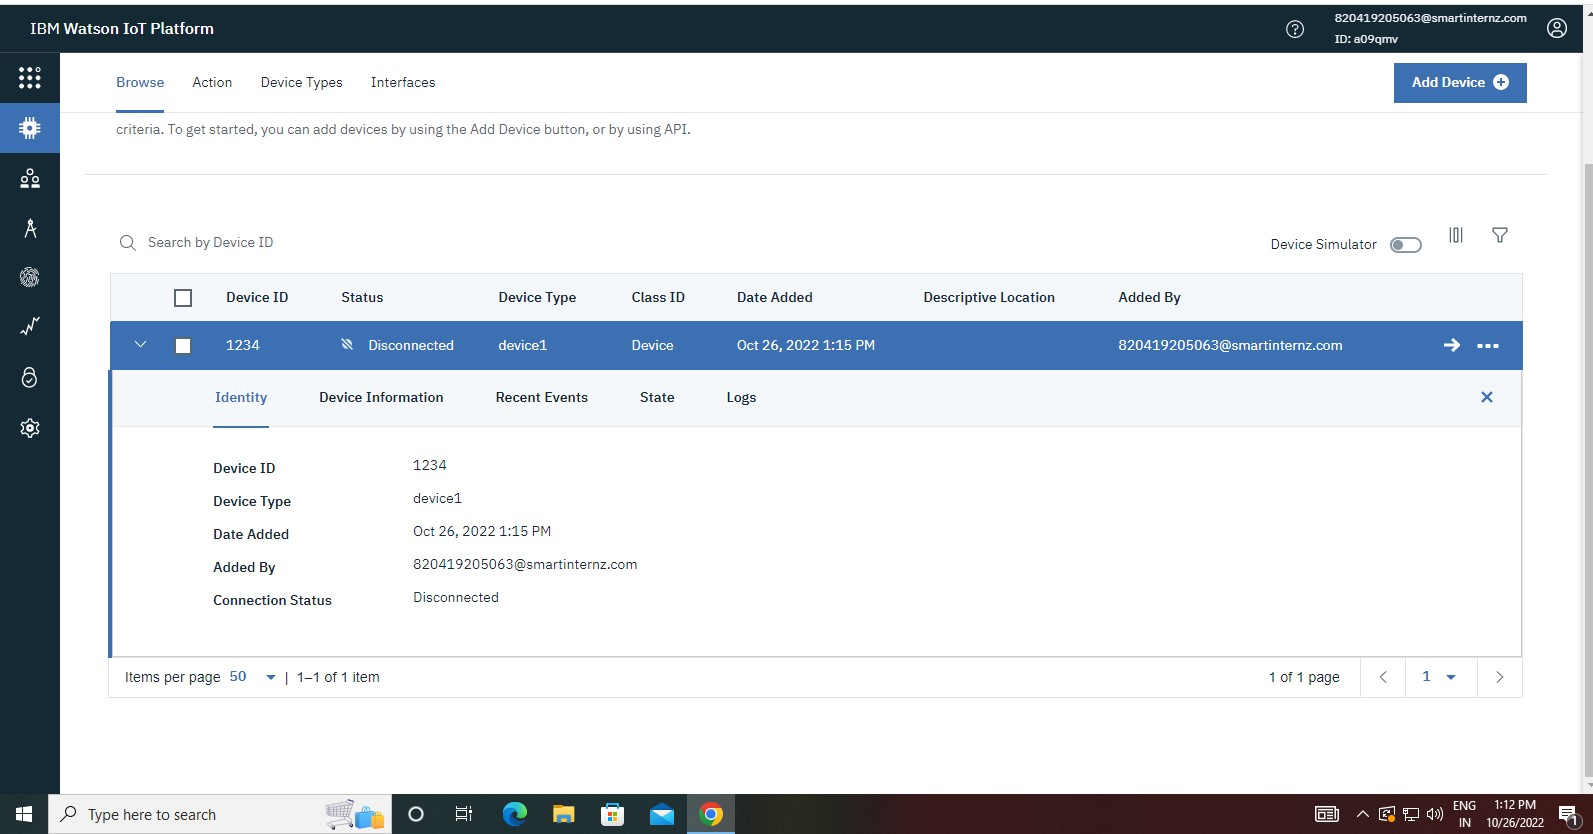 IBM Watson IoT Platform
820419205063@smartinternz.com
ID: a09qmv
Browse Action Device Types Interfaces
Add Device
criteria. To get started, you can add devices by using the Add Device button, or by using API.
Search by Device ID
Device Simulator
Device ID Status Device Type Class ID Date Added Descriptive Location Added By
1234 Disconnected device1 Device Oct 26, 2022 1:15 PM 820419205063@smartinternz.com
Identity Device Information Recent Events State Logs
Device ID 1234
Device Type device1
Date Added Oct 26, 2022 1:15 PM
Added By 820419205063@smartinternz.com
Connection Status Disconnected
Items per page 50 | 1–1 of 1 item
1 of 1 page 1
Type here to search
ENG
IN
1:12 PM
10/26/2022
1